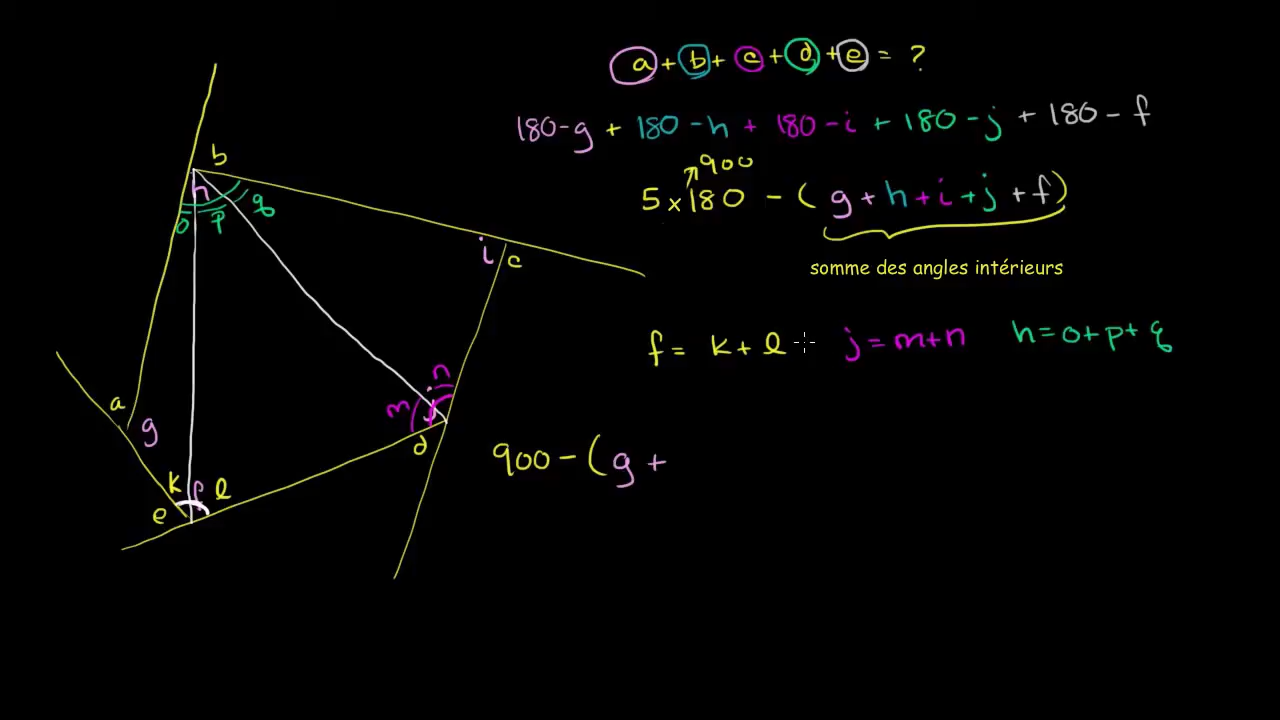 a + b + c + d + e = ?
180-g + 180-h + 180-i + 180-j + 180-f
900
5 x 180 - ( g + h + i + j + f )
somme des angles intérieurs
f = k + l j = m+n h = o+p+q
900 - ( g +
b
h
o p q
i c
n
m j
d
a
g
k f l
e